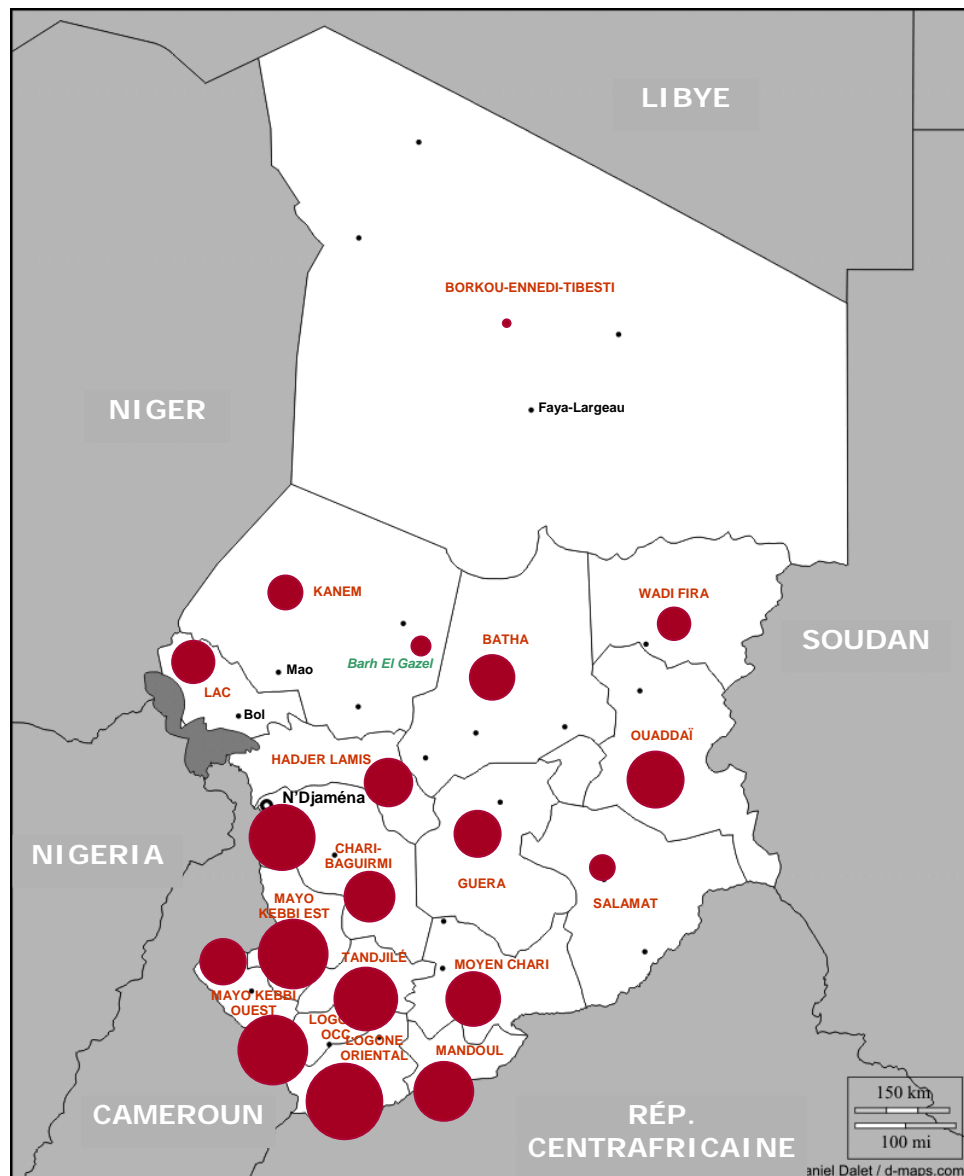 LIBYE
BORKOU-ENNEDI-TIBESTI
NIGER
Faya-Largeau
KANEM
WADI FIRA
BATHA
SOUDAN
Barh El Gazel
Mao
LAC
Bol
OUADDAÏ
HADJER LAMIS
N'Djaména
NIGERIA
CHARI-
BAGUIRMI
GUERA
SALAMAT
MAYO
KEBBI EST
TANDJILÉ
MOYEN CHARI
MAYO KEBBI
OUEST
OCC
LOGONE
ORIENTAL
MANDOUL
CAMEROUN
RÉP.
CENTRAFRICAINE
150 km
100 mi
aniel Dalet / d-maps.com